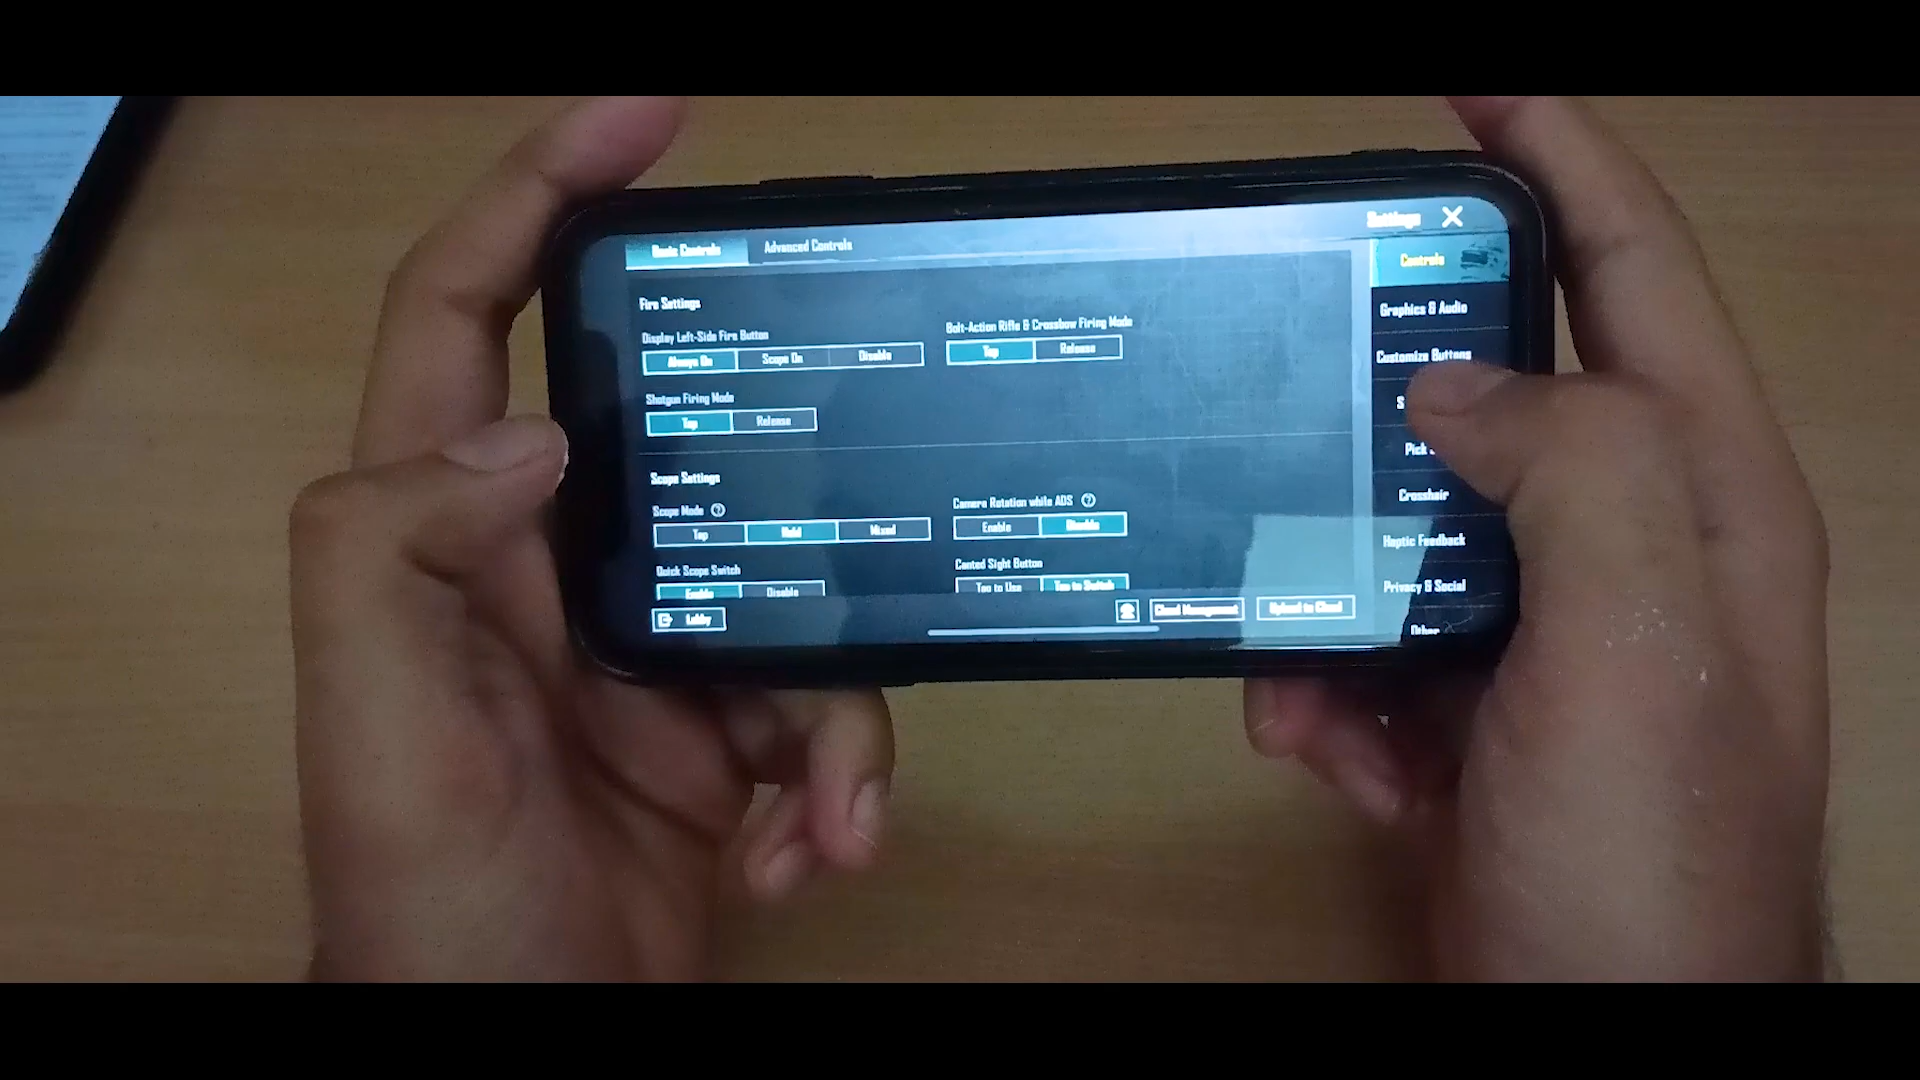 Settings
Basic Controls
Advanced Controls
Controls
Fire Settings
Display Left-Side Fire Button
Always On
Scope On
Disable
Bolt-Action Rifle & Crossbow Firing Mode
Tap
Release
Shotgun Firing Mode
Tap
Release
Scope Settings
Scope Mode ?
Tap
Hold
Mixed
Camera Rotation while ADS ?
Enable
Disable
Quick Scope Switch
Enable
Disable
Canted Sight Button
Tap to Use
Tap to Switch
Lobby
Cloud Management
Upload to Cloud
Graphics & Audio
Customize Buttons
S
Pick
Crosshair
Haptic Feedback
Privacy & Social
Other